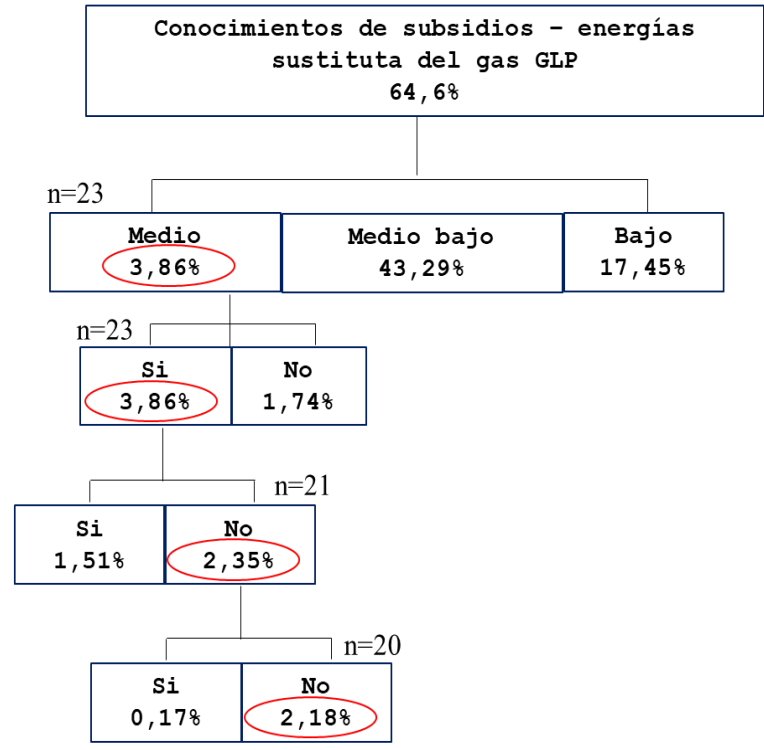 Conocimientos de subsidios – energías
sustituta del gas GLP
64,6%
n=23
Medio
3,86%
Medio bajo
43,29%
Bajo
17,45%
n=23
Si
3,86%
No
1,74%
n=21
Si
1,51%
No
2,35%
n=20
Si
0,17%
No
2,18%